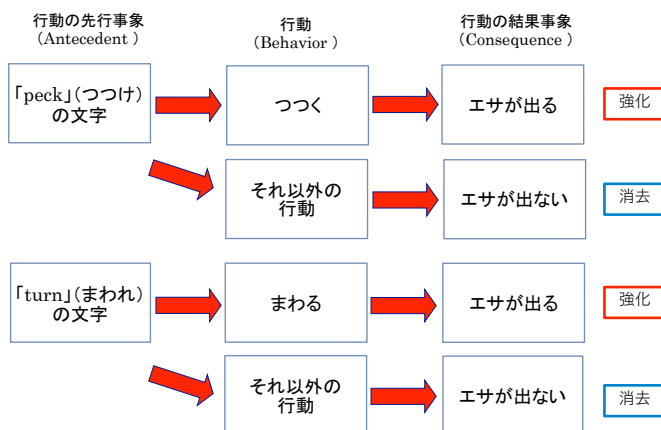 行動の先行事象
（Antecedent ）
行動
（Behavior ）
行動の結果事象
（Consequence ）
「peck」（つつけ）
の文字
つつく
エサが出る
強化
それ以外の
行動
エサが出ない
消去
「turn」（まわれ）
の文字
まわる
エサが出る
強化
それ以外の
行動
エサが出ない
消去